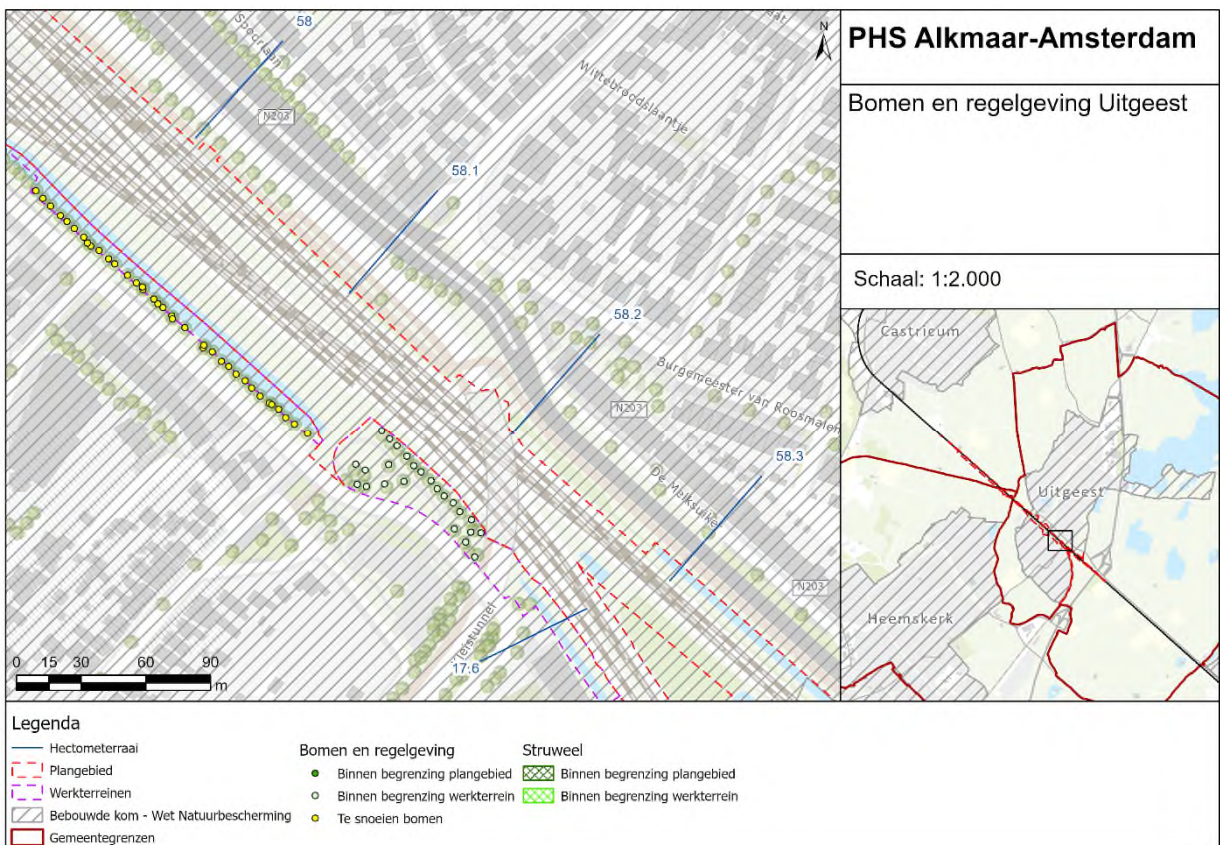 PHS Alkmaar-Amsterdam
Bomen en regelgeving Uitgeest
Schaal: 1:2.000
N
58
Spoorlaan
N203
Wittebroodslaantje
58.1
58.2
Burgemeester van Roosmalen
N203
De Melksuiker
58.3
N203
17.6
0 15 30 60 90
m
Castricum
Uitgeest
Heemskerk
Legenda
Hectometerraai
Plangebied
Werkterreinen
Bebouwde kom - Wet Natuurbescherming
Gemeentegrenzen
Bomen en regelgeving
Binnen begrenzing plangebied
Binnen begrenzing werkterrein
Te snoeien bomen
Struweel
Binnen begrenzing plangebied
Binnen begrenzing werkterrein